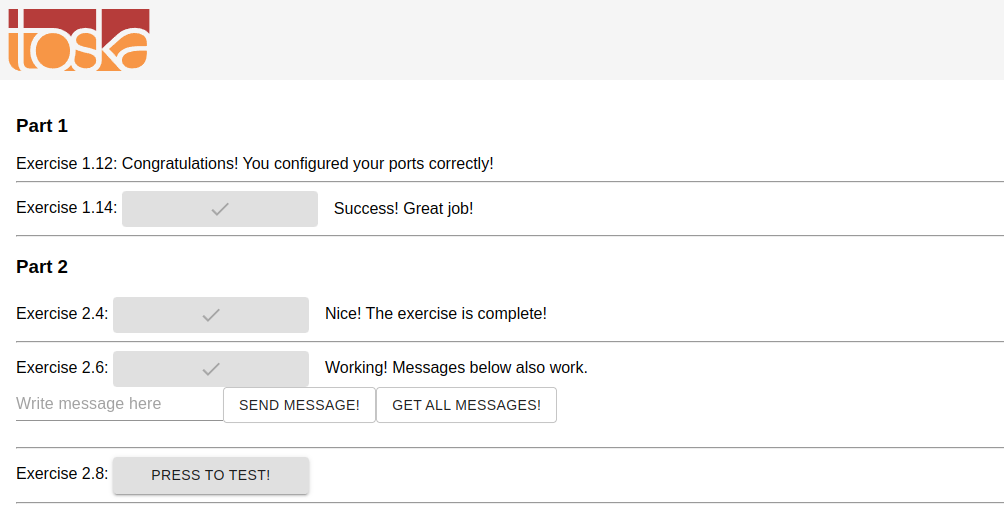 toska
Part 1
Exercise 1.12: Congratulations! You configured your ports correctly!
Exercise 1.14: Success! Great job!
Part 2
Exercise 2.4: Nice! The exercise is complete!
Exercise 2.6: Working! Messages below also work.
Write message here SEND MESSAGE! GET ALL MESSAGES!
Exercise 2.8: PRESS TO TEST!